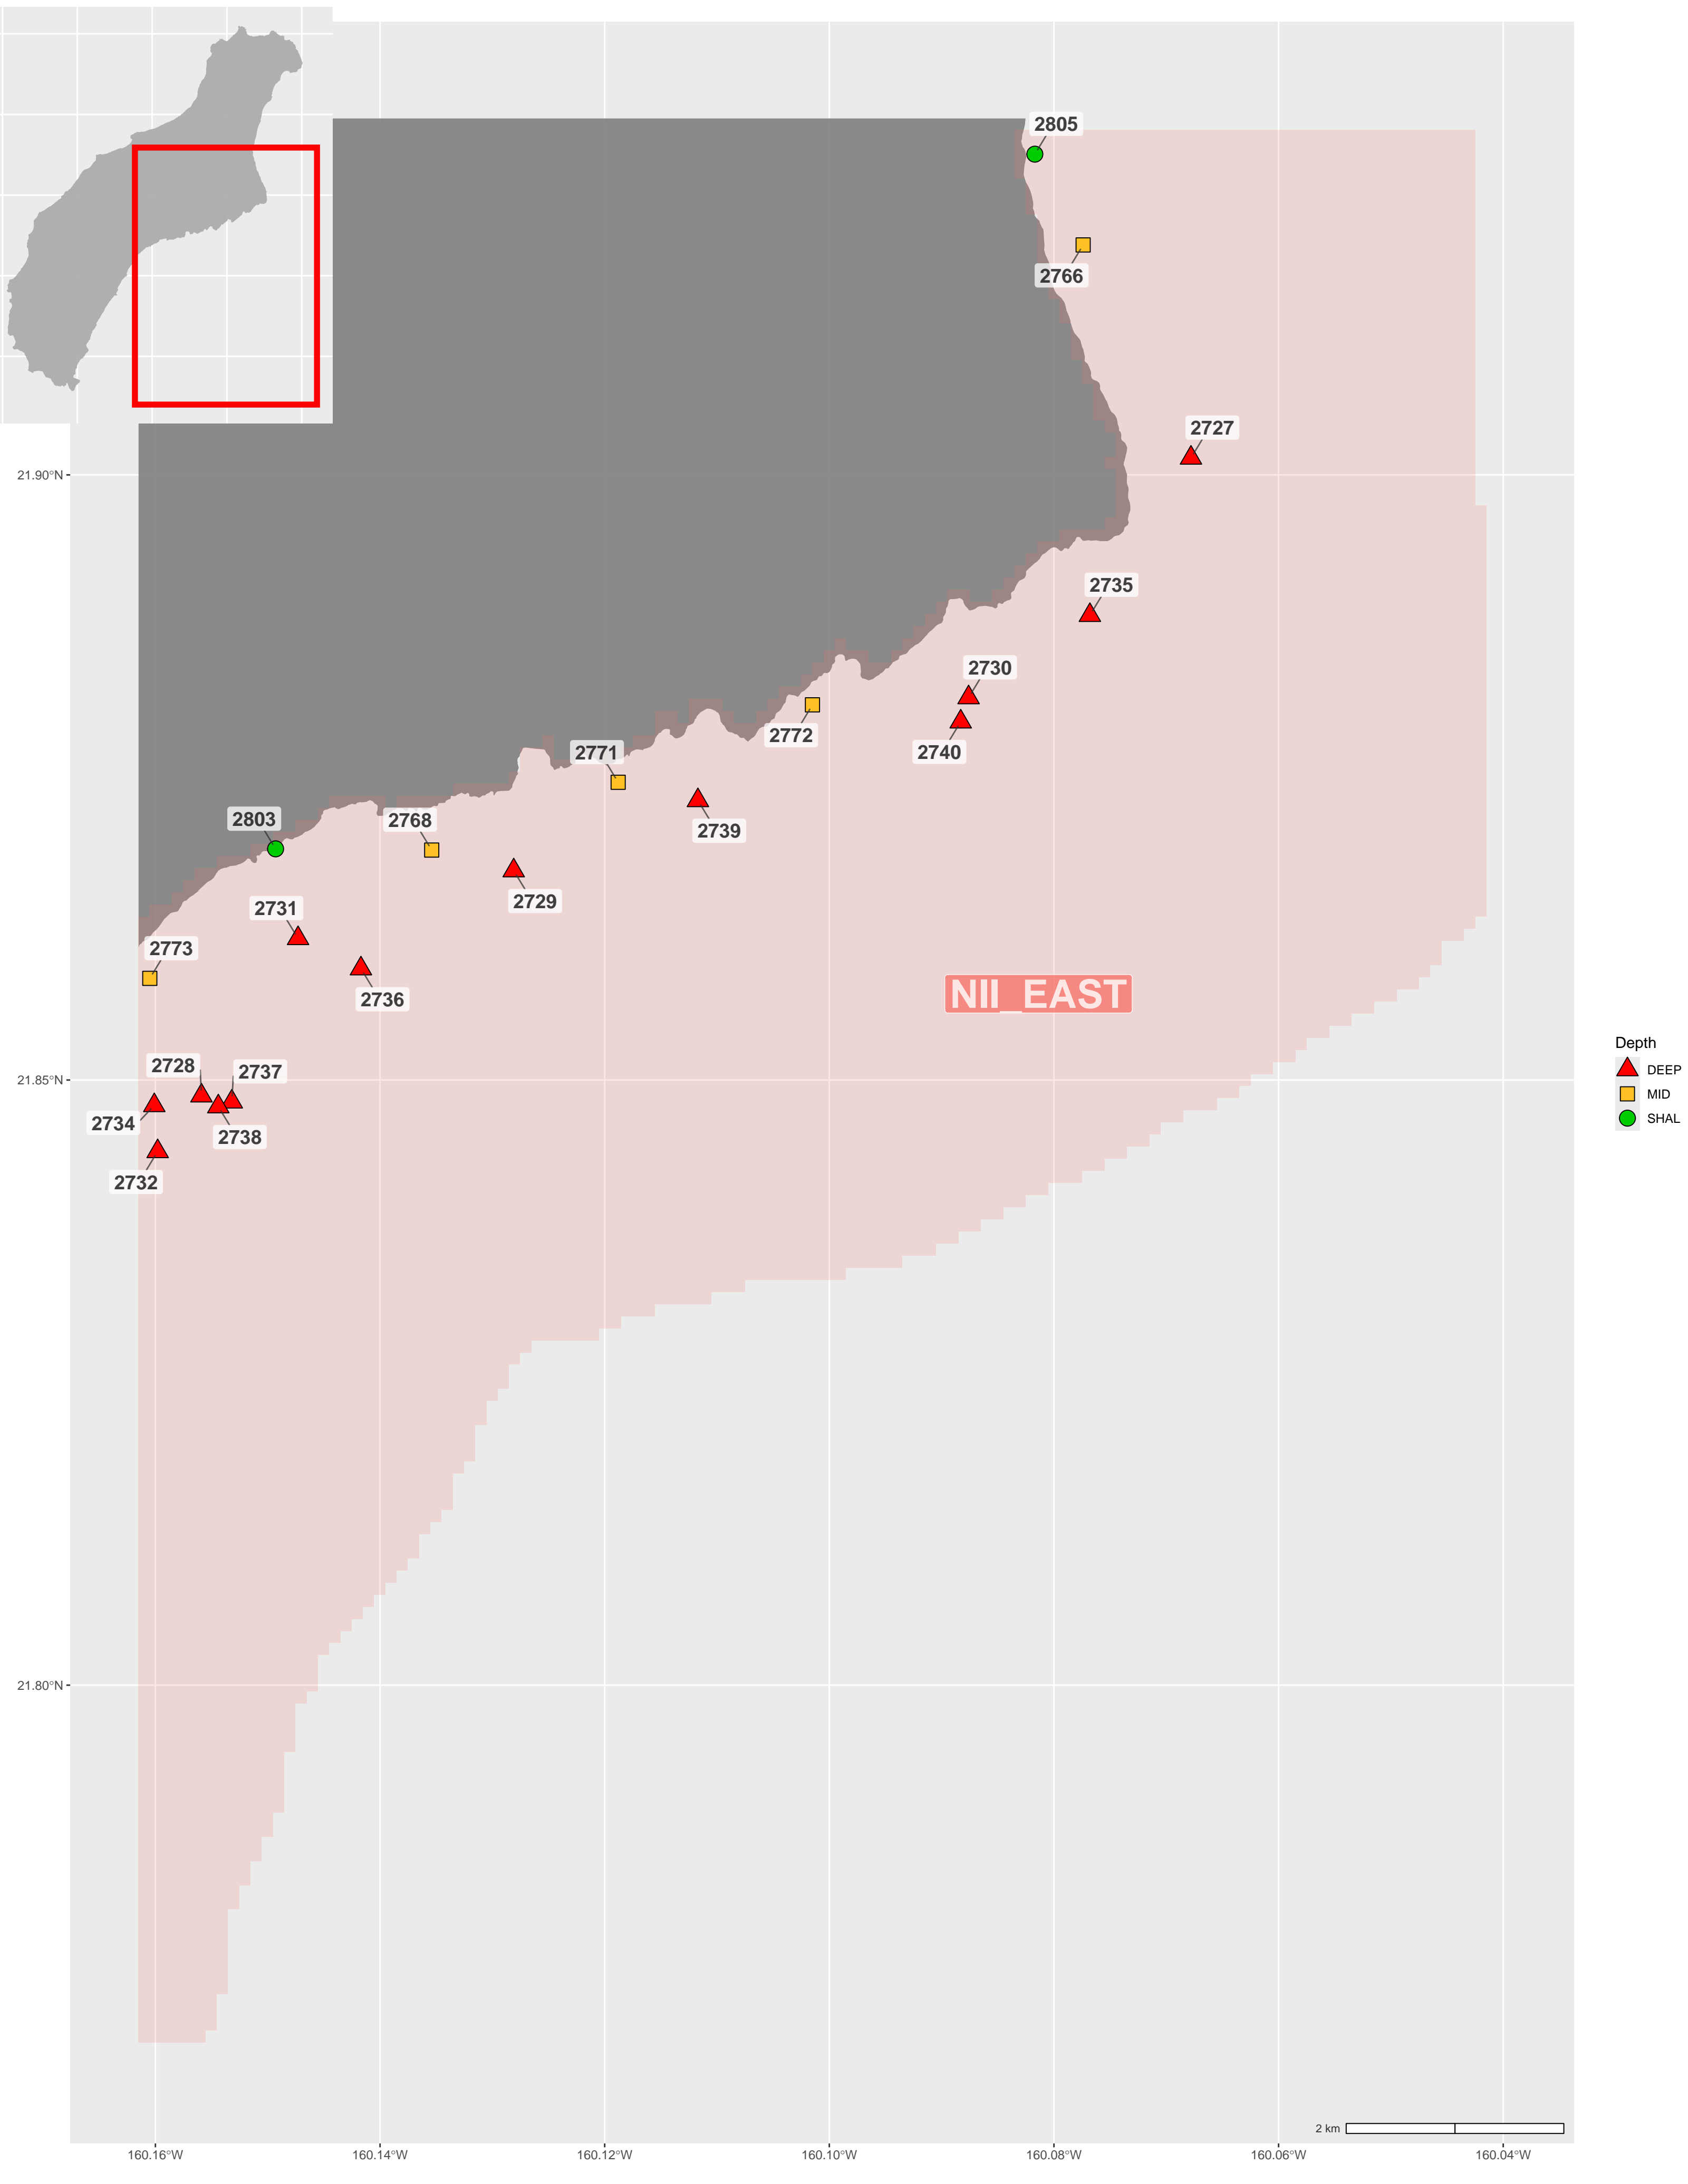 2805
2766
2727
21.90°N
2735
2730
2772
2740
2771
2739
2803
2768
2729
2731
2773
2736
NII_EAST
Depth
DEEP
MID
SHAL
2728
2737
21.85°N
2734
2738
2732
21.80°N
2 km
160.16°W
160.14°W
160.12°W
160.10°W
160.08°W
160.06°W
160.04°W